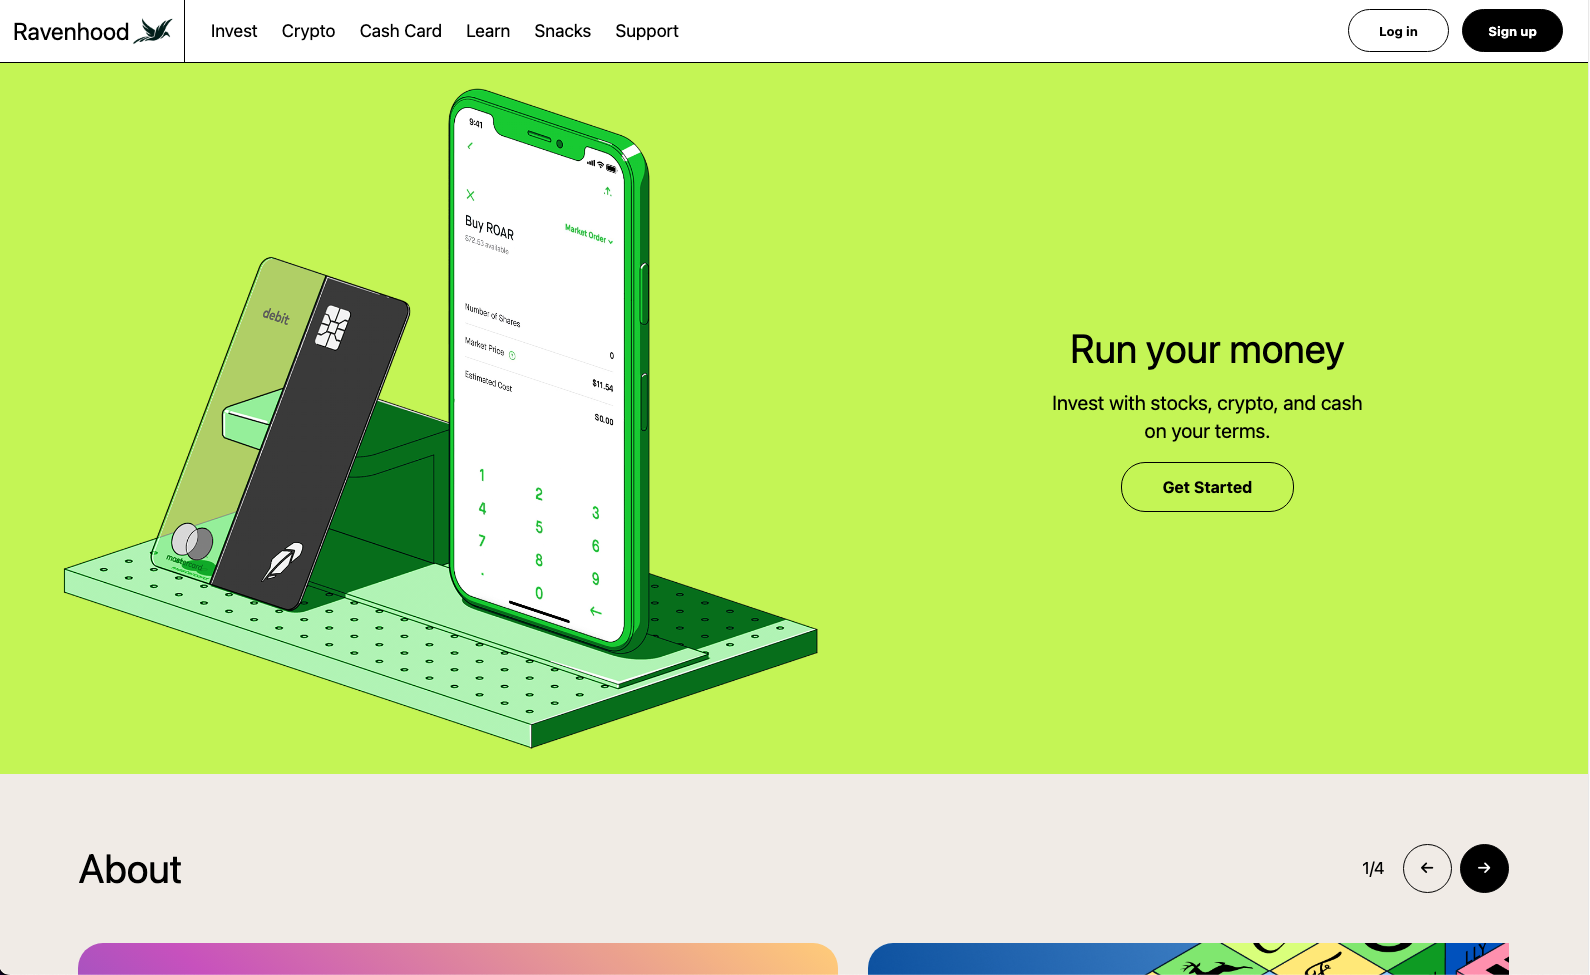 Ravenhood
Invest
Crypto
Cash Card
Learn
Snacks
Support
Log in
Sign up
9:41
Buy ROAR
$72.53 available
Market Order
Number of Shares
0
Market Price
$11.54
Estimated Cost
$0.00
1
2
3
4
5
6
7
8
9
.
0
debit
mastercard
Run your money
Invest with stocks, crypto, and cash
on your terms.
Get Started
About
1/4